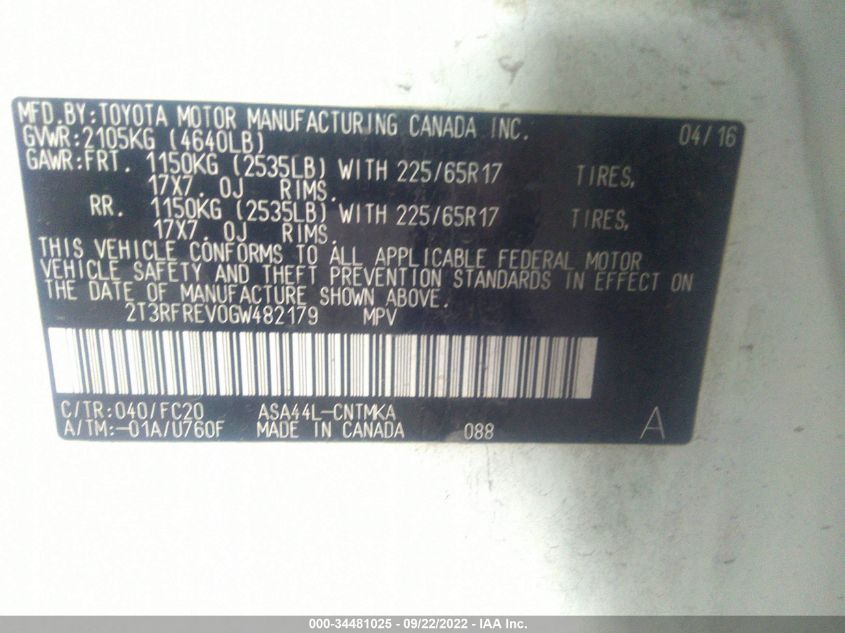 MFD.BY:TOYOTA MOTOR MANUFACTURING CANADA INC. 04/16
GVWR:2105KG (4640LB)
GAWR:FRT. 1150KG (2535LB) WITH 225/65R17 TIRES,
17X7.0J RIMS.
RR. 1150KG (2535LB) WITH 225/65R17 TIRES,
17X7.0J RIMS.
THIS VEHICLE CONFORMS TO ALL APPLICABLE FEDERAL MOTOR
VEHICLE SAFETY AND THEFT PREVENTION STANDARDS IN EFFECT ON
THE DATE OF MANUFACTURE SHOWN ABOVE.
2T3RFREV0GW482179 MPV
C/TR:040/FC20 ASA44L-CNTMKA
A/TM:-01A/U760F MADE IN CANADA 088 A
000-34481025 - 09/22/2022 - IAA Inc.